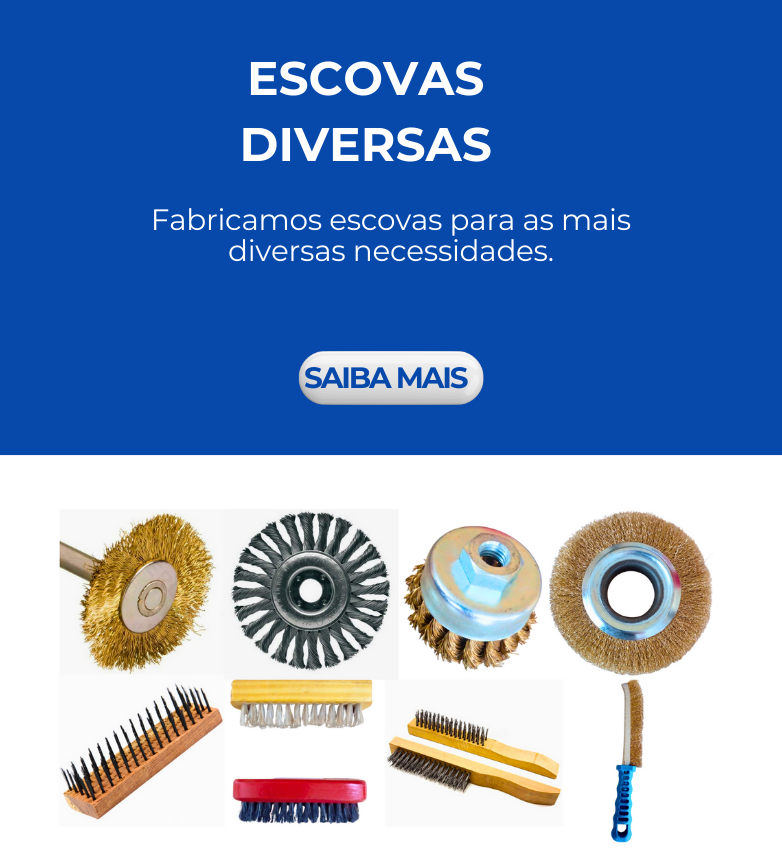 ESCOVAS
DIVERSAS
Fabricamos escovas para as mais
diversas necessidades.
SAIBA MAIS